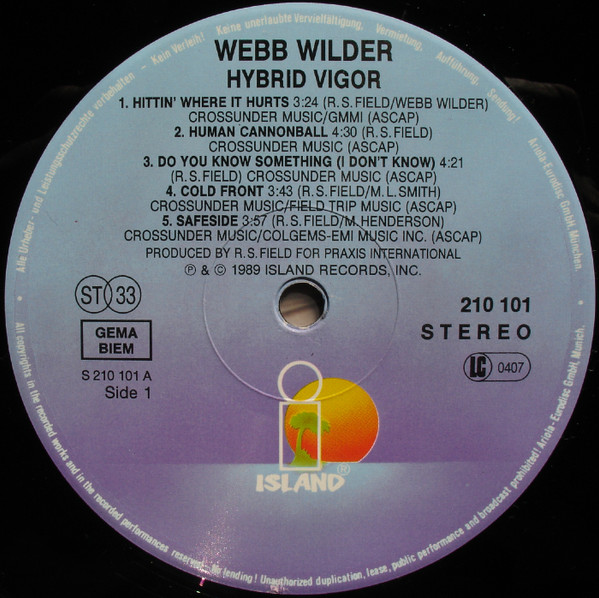 Alle Urheber- und Leistungsschutzrechte vorbehalten - Kein Verleih! Keine unerlaubte Vervielfältigung, Vermietung, Aufführung, Sendung! Ariola-Eurodisc GmbH, München.
WEBB WILDER
HYBRID VIGOR
1. HITTIN' WHERE IT HURTS 3:24 (R.S.FIELD/WEBB WILDER)
CROSSUNDER MUSIC/GMMI (ASCAP)
2. HUMAN CANNONBALL 4:30 (R.S.FIELD)
CROSSUNDER MUSIC (ASCAP)
3. DO YOU KNOW SOMETHING (I DON'T KNOW) 4:21
(R.S.FIELD) CROSSUNDER MUSIC (ASCAP)
4. COLD FRONT 3:43 (R.S.FIELD/M.L.SMITH)
CROSSUNDER MUSIC/FIELD TRIP MUSIC (ASCAP)
5. SAFESIDE 3:57 (R.S.FIELD/M.HENDERSON)
CROSSUNDER MUSIC/COLGEMS-EMI MUSIC INC. (ASCAP)
PRODUCED BY R.S.FIELD FOR PRAXIS INTERNATIONAL
℗ & © 1989 ISLAND RECORDS, INC.
ST 33
210 101
GEMA
BIEM
STEREO
S 210 101 A
LC 0407
Side 1
ISLAND ®
All copyrights in the recorded works and in the recorded performances reserved. No lending! Unauthorized duplication, lease, public performance and broadcast prohibited! Ariola-Eurodisc GmbH, Munich.